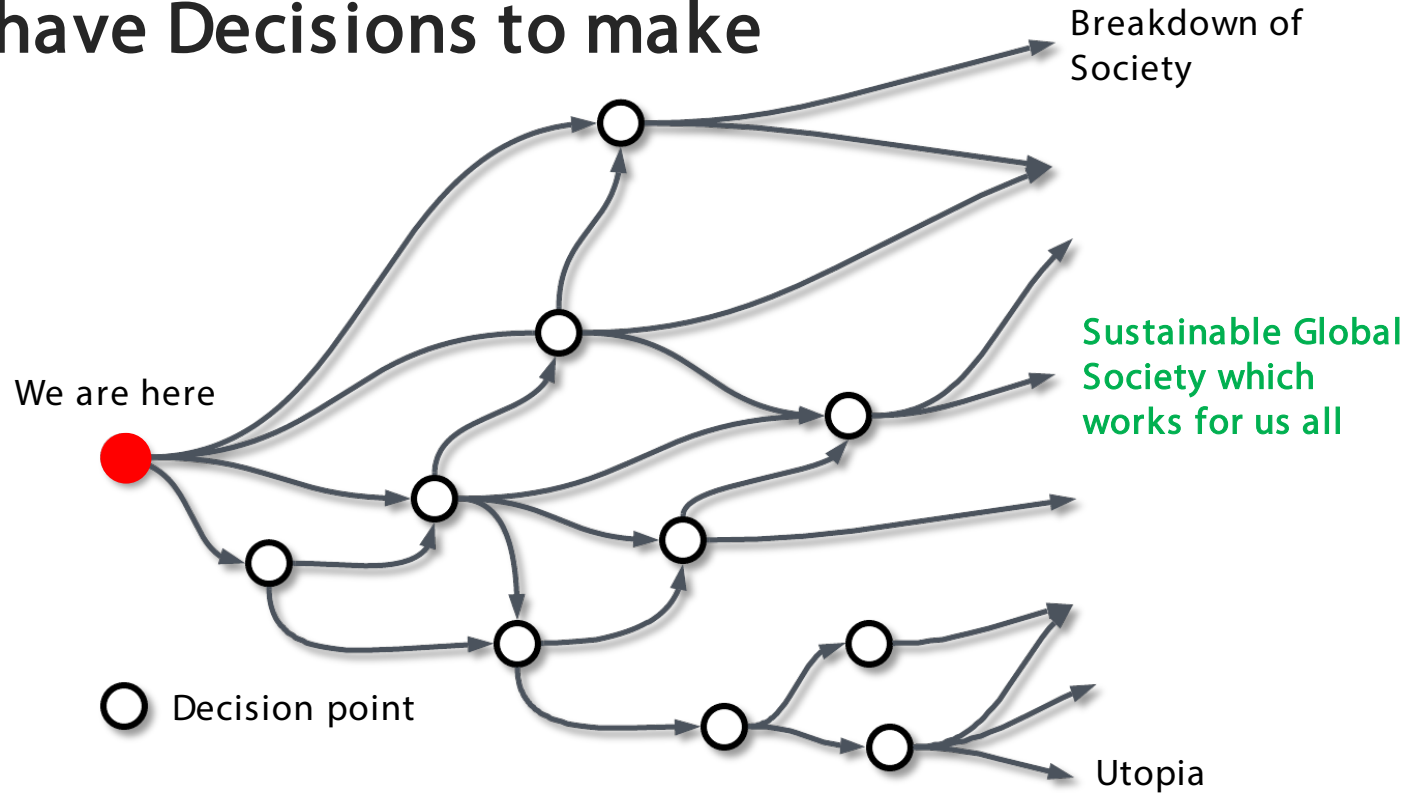 have Decisions to make
Breakdown of
Society
We are here
Sustainable Global
Society which
works for us all
Decision point
Utopia